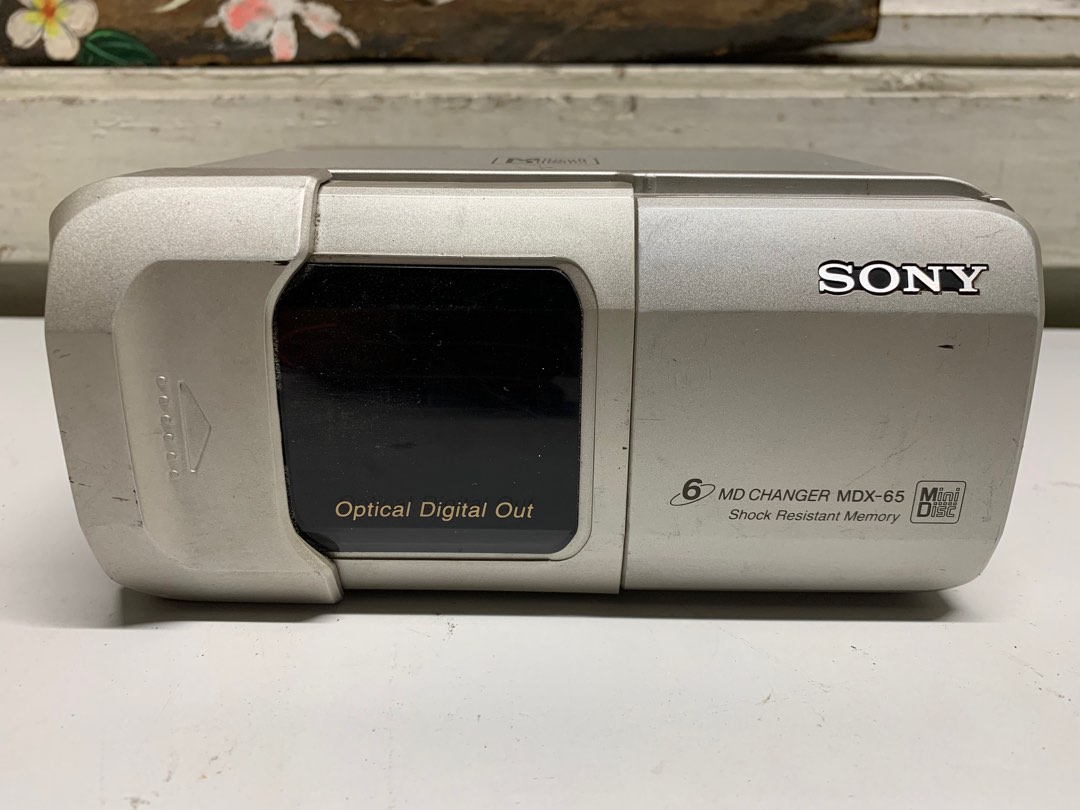 SONY
Optical Digital Out
6 MD CHANGER MDX-65
Shock Resistant Memory
Mini
Disc